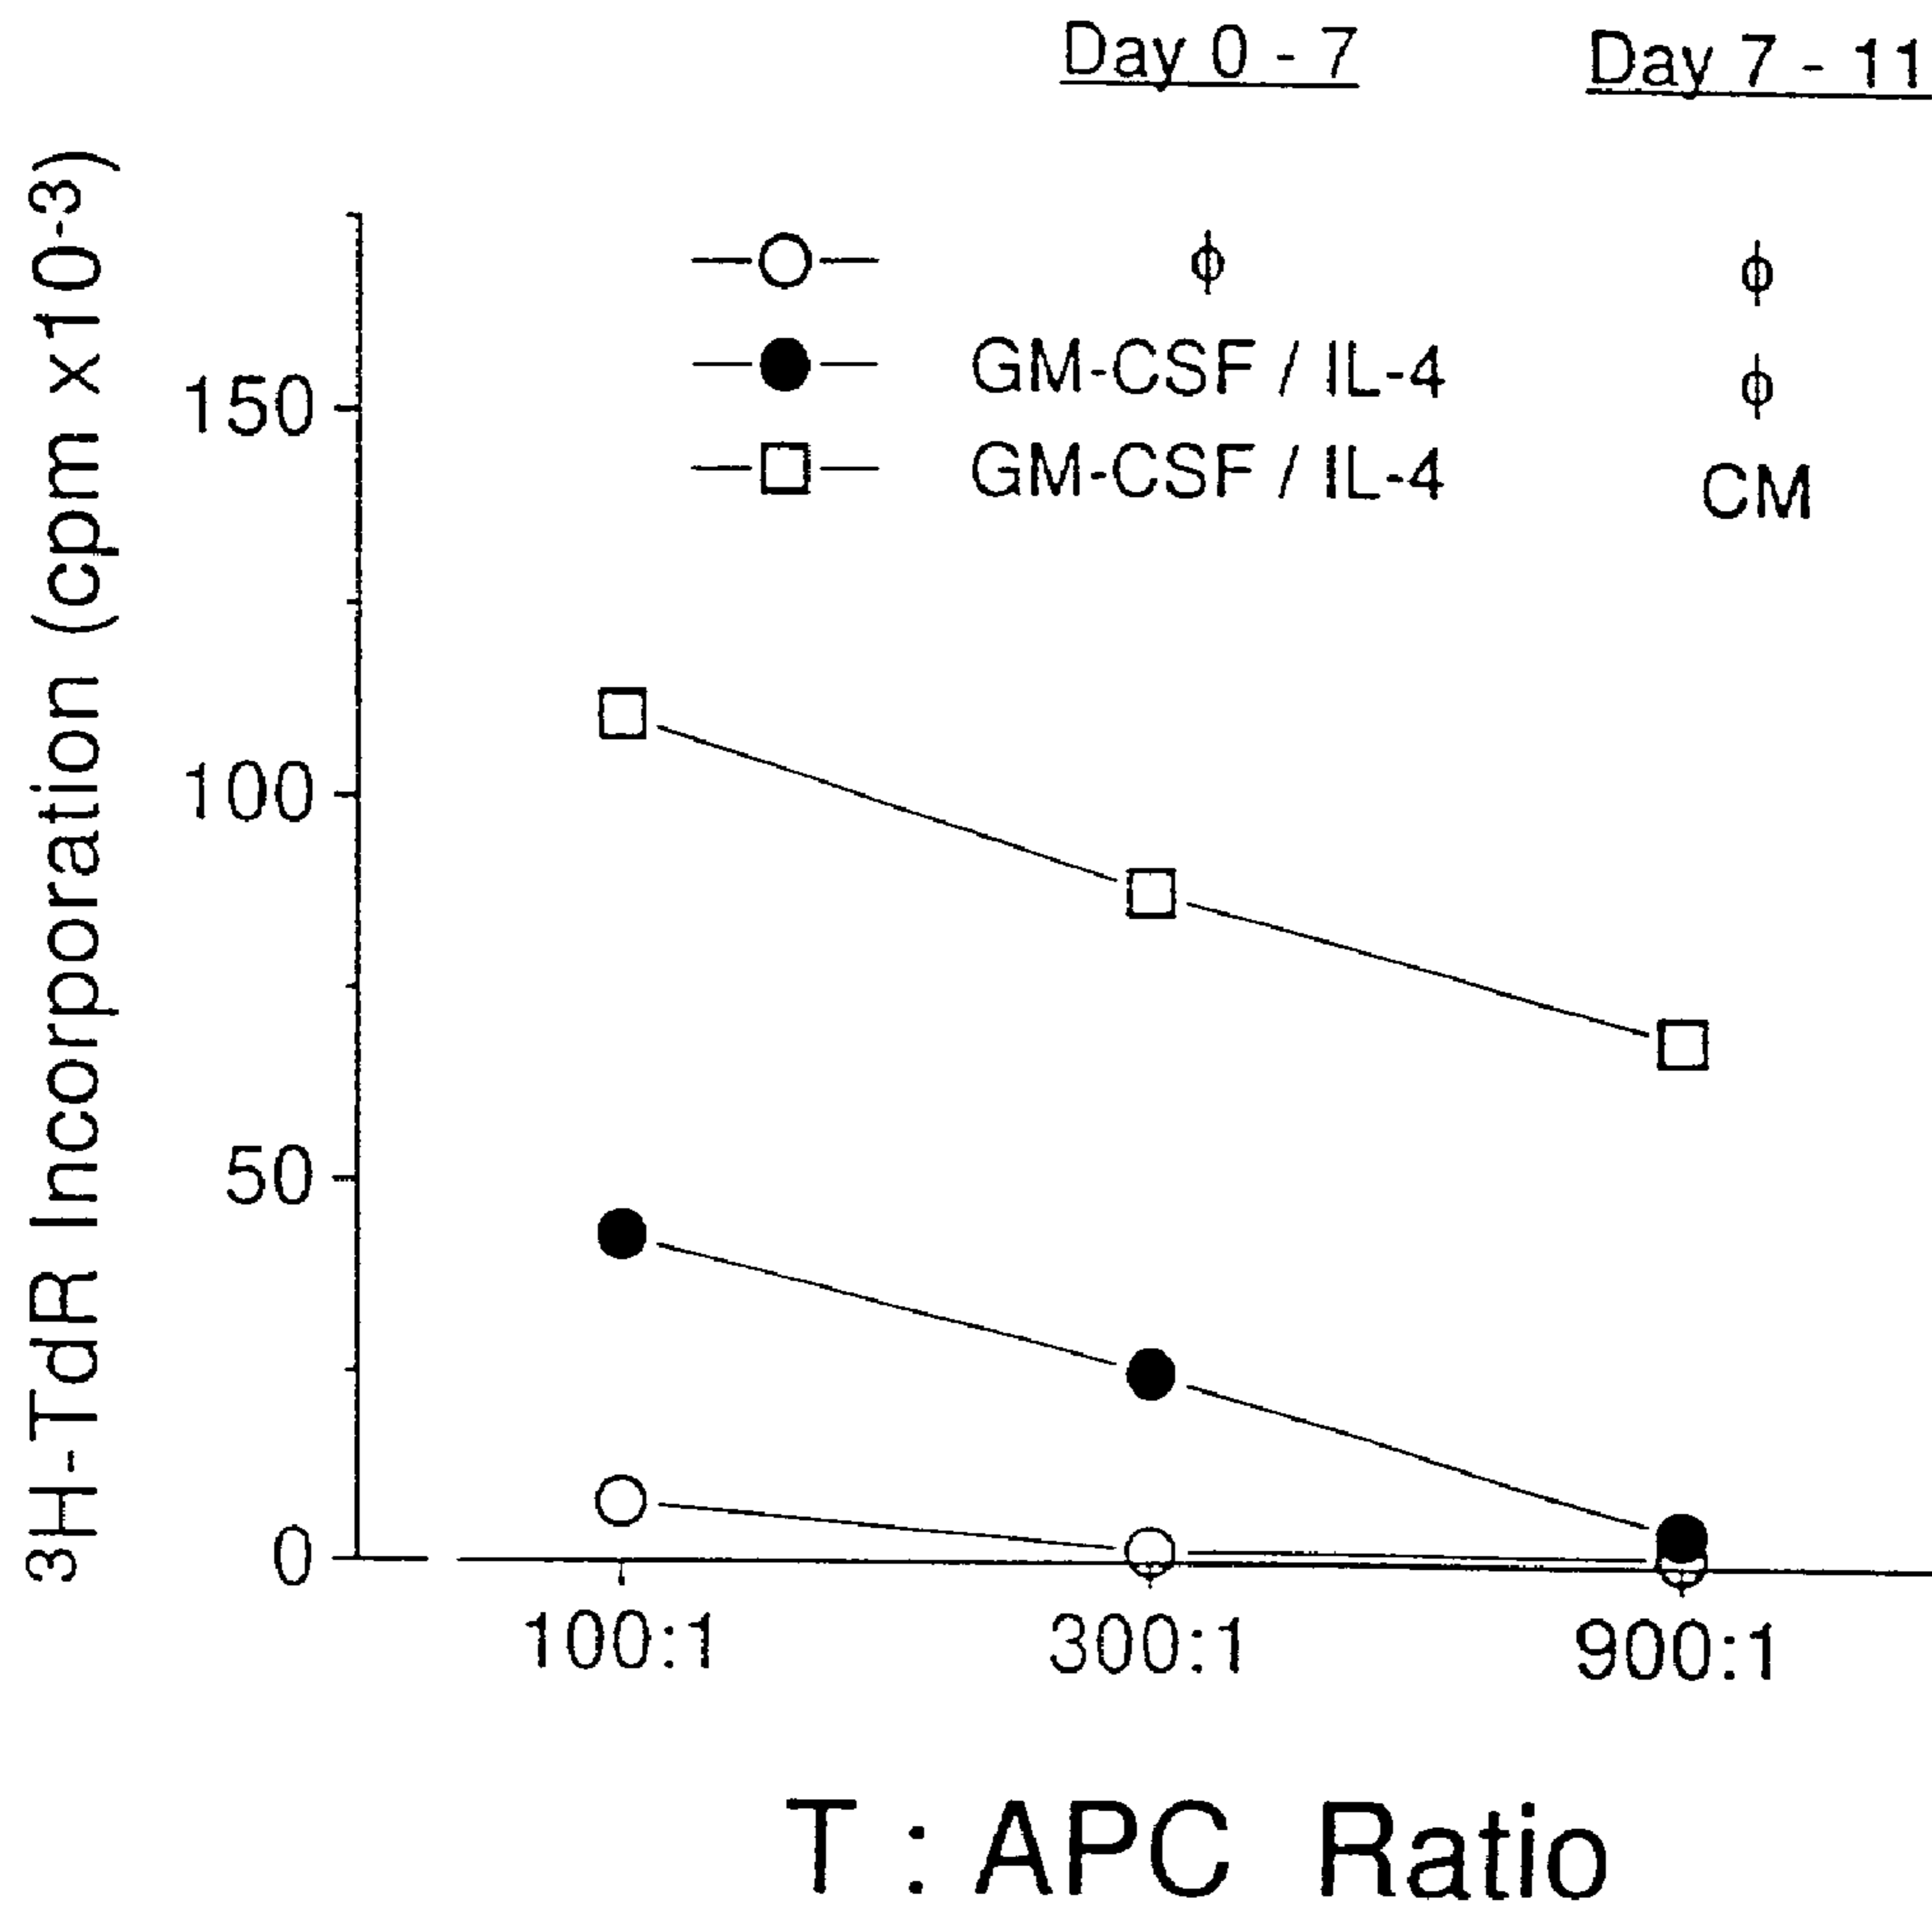 Day 0 - 7
Day 7 - 11
3H-TdR Incorporation (cpm x10-3)
ϕ
ϕ
GM-CSF / IL-4
ϕ
GM-CSF / IL-4
CM
150
100
50
0
100:1
300:1
900:1
T : APC Ratio